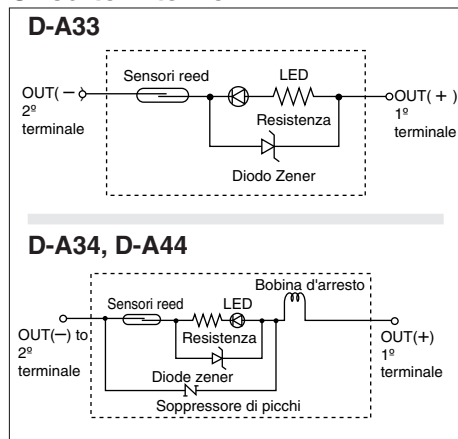 D-A33
Sensori reed
LED
OUT(－)
2º
terminale
OUT(＋)
1º
terminale
Resistenza
Diodo Zener
D-A34, D-A44
Bobina d'arresto
Sensori reed
LED
OUT(－) to
2º
terminale
OUT(+)
1º
terminale
Resistenza
Diode zener
Soppressore di picchi